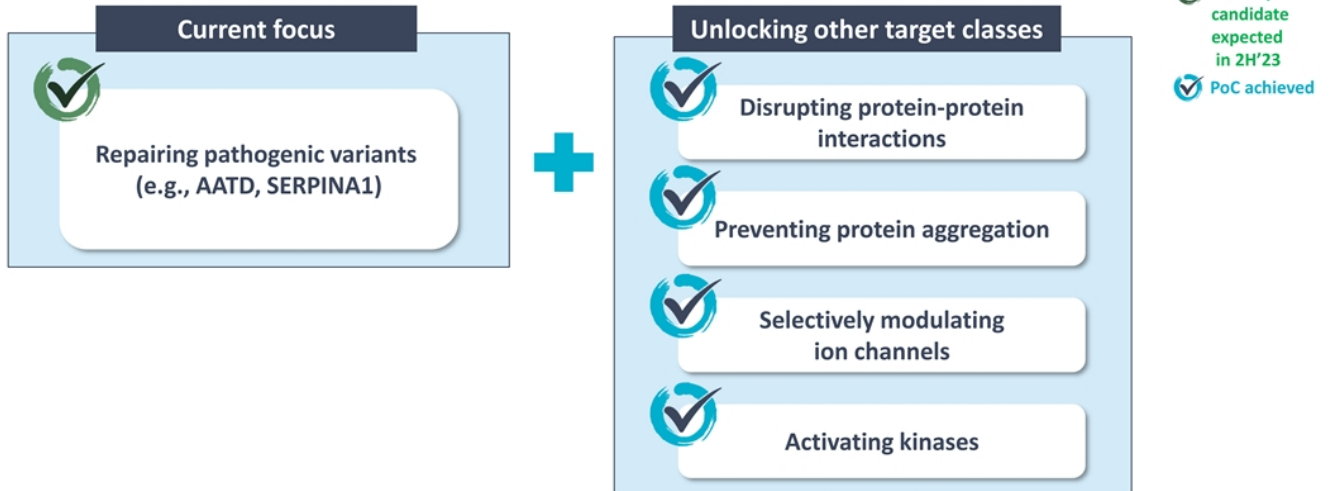 Current focus
Repairing pathogenic variants
(e.g., AATD, SERPINA1)
Unlocking other target classes
Disrupting protein-protein
interactions
Preventing protein aggregation
Selectively modulating
ion channels
Activating kinases
candidate
expected
in 2H'23
PoC achieved